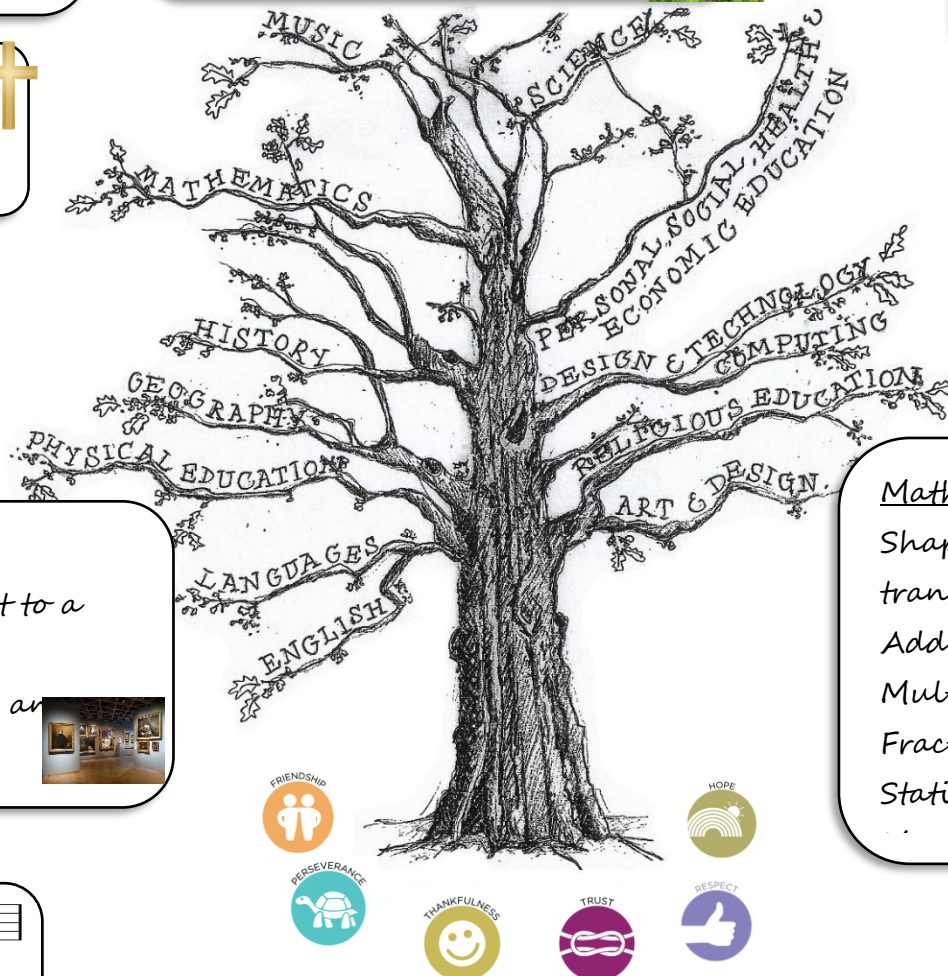 MUSIC
SCIENCE
MATHEMATICS
PERSONAL, SOCIAL, HEALTH &
ECONOMIC EDUCATION
HISTORY
DESIGN & TECHNOLOGY
COMPUTING
GEOGRAPHY
RELIGIOUS EDUCATION
PHYSICAL EDUCATION
ART & DESIGN
LANGUAGES
ENGLISH
t to a
an
Math
Shap
tran
Add
Mult
Frac
Stati
FRIENDSHIP
HOPE
PERSEVERANCE
THANKFULNESS
TRUST
RESPECT